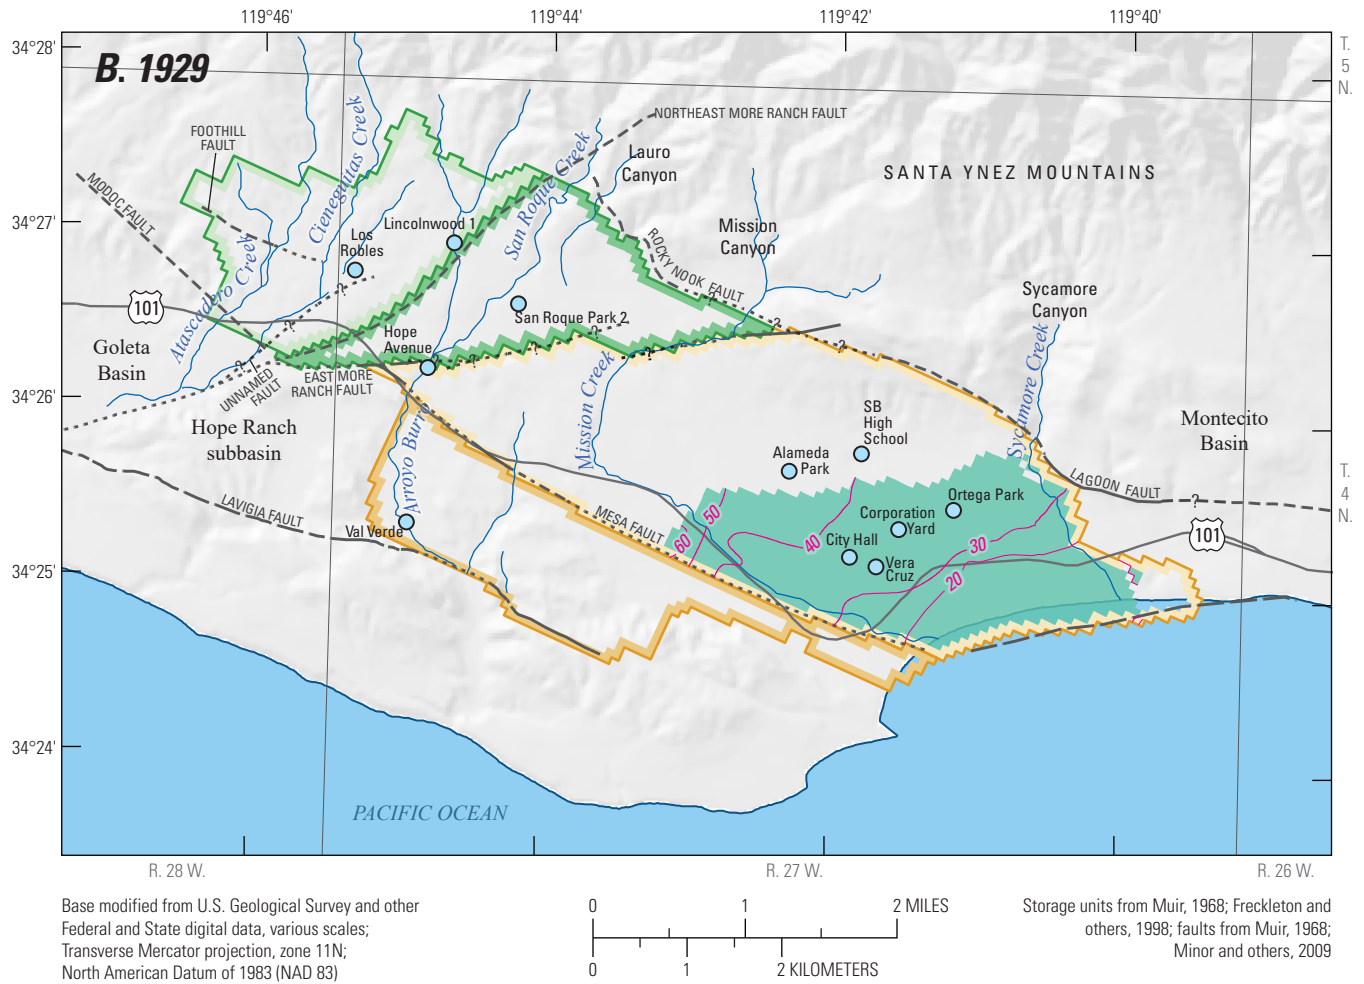 119°46'
119°44'
119°42'
119°40'
34°28'
34°27'
34°26'
34°25'
34°24'
T.
5
N.
T.
4
N.
B. 1929
FOOTHILL
FAULT
MODOC FAULT
Cieneguitas Creek
Atascadero Creek
NORTHEAST MORE RANCH FAULT
San Roque Creek
Lauro
Canyon
SANTA YNEZ MOUNTAINS
Lincolnwood 1
Los
Robles
Mission
Canyon
ROCKY NOOK FAULT
Sycamore
Canyon
Sycamore Creek
101
Goleta
Basin
San Roque Park 2
Hope
Avenue
?
?
?
?
?
?
?
?
?
?
?
UNNAMED
FAULT
EAST MORE
RANCH FAULT
Mission Creek
Hope Ranch
subbasin
Arroyo Burro
SB
High
School
Alameda
Park
Montecito
Basin
LAGOON FAULT
LAVIGIA FAULT
Val Verde
MESA FAULT
Ortega Park
Corporation
Yard
City Hall
Vera
Cruz
60
50
40
30
20
101
PACIFIC OCEAN
R. 28 W.
R. 27 W.
R. 26 W.
Base modified from U.S. Geological Survey and other
Federal and State digital data, various scales;
Transverse Mercator projection, zone 11N;
North American Datum of 1983 (NAD 83)
0
1
2 MILES
0
1
2 KILOMETERS
Storage units from Muir, 1968; Freckleton and
others, 1998; faults from Muir, 1968;
Minor and others, 2009